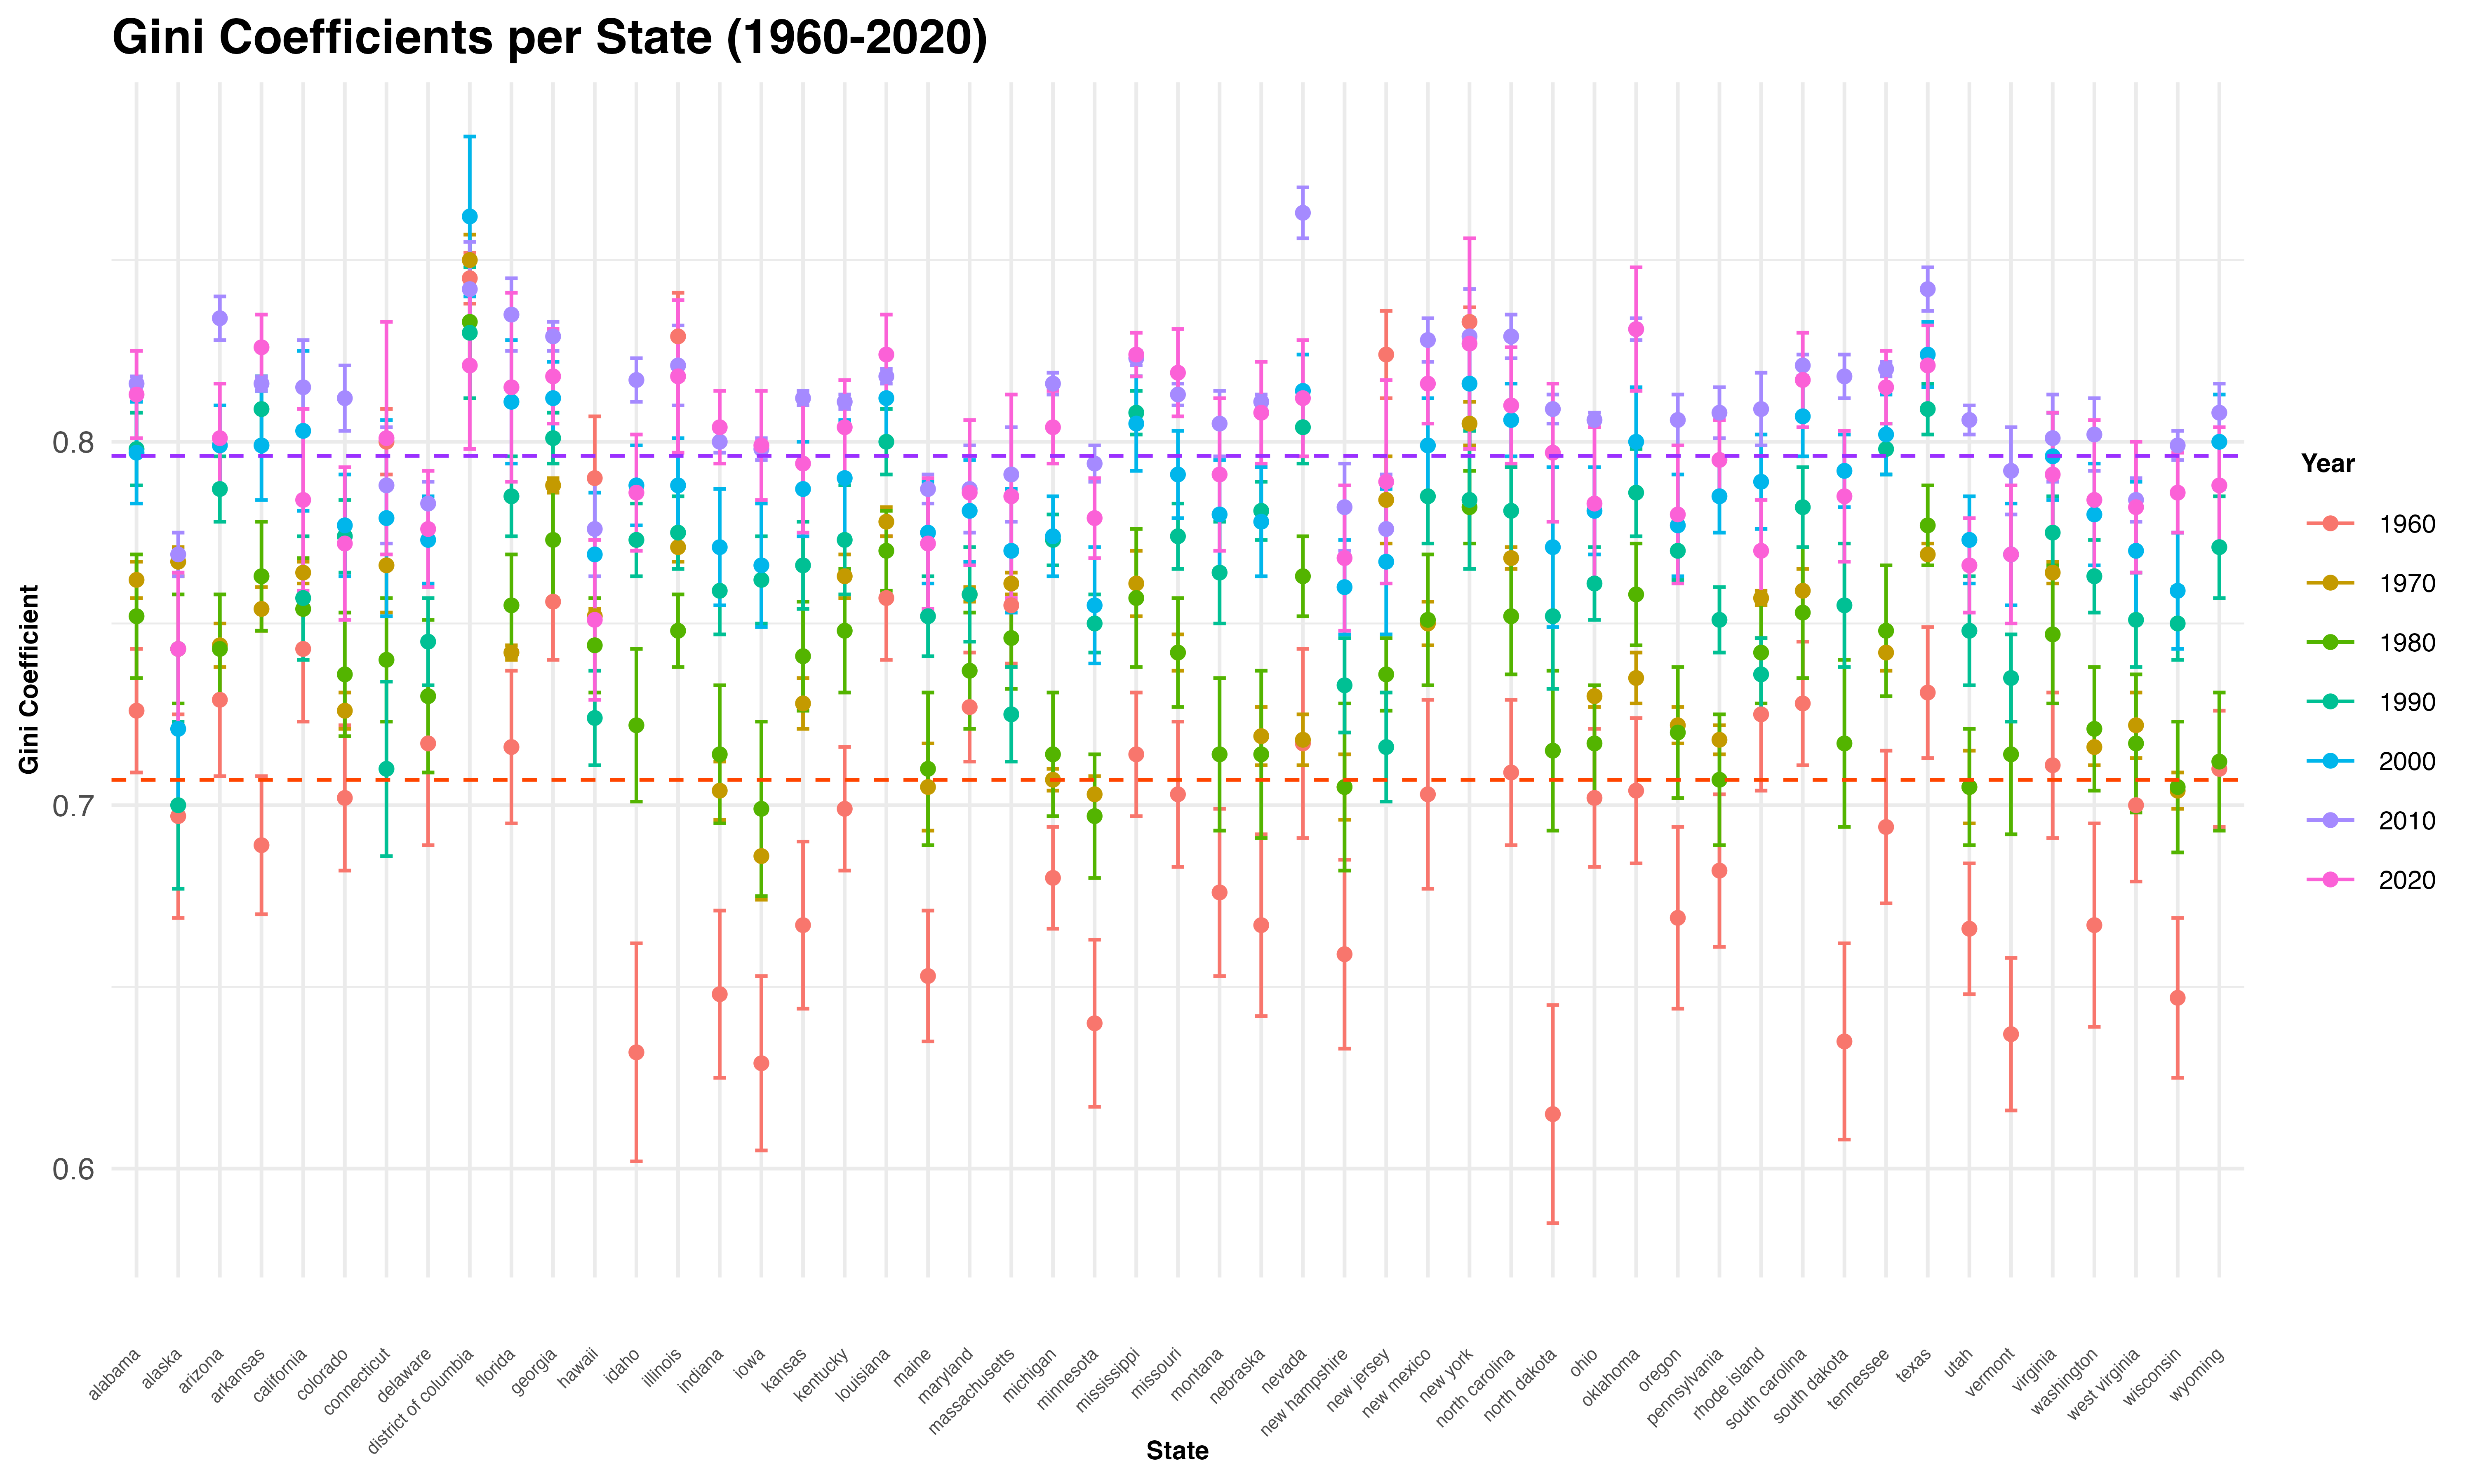 Gini Coefficients per State (1960-2020)
Gini Coefficient
0.8
0.7
0.6
alabama
alaska
arizona
arkansas
california
colorado
connecticut
delaware
district of columbia
florida
georgia
hawaii
idaho
illinois
indiana
iowa
kansas
kentucky
louisiana
maine
maryland
massachusetts
michigan
minnesota
mississippi
missouri
montana
nebraska
nevada
new hampshire
new jersey
new mexico
new york
north carolina
north dakota
ohio
oklahoma
oregon
pennsylvania
rhode island
south carolina
south dakota
tennessee
texas
utah
vermont
virginia
washington
west virginia
wisconsin
wyoming
State
Year
1960
1970
1980
1990
2000
2010
2020